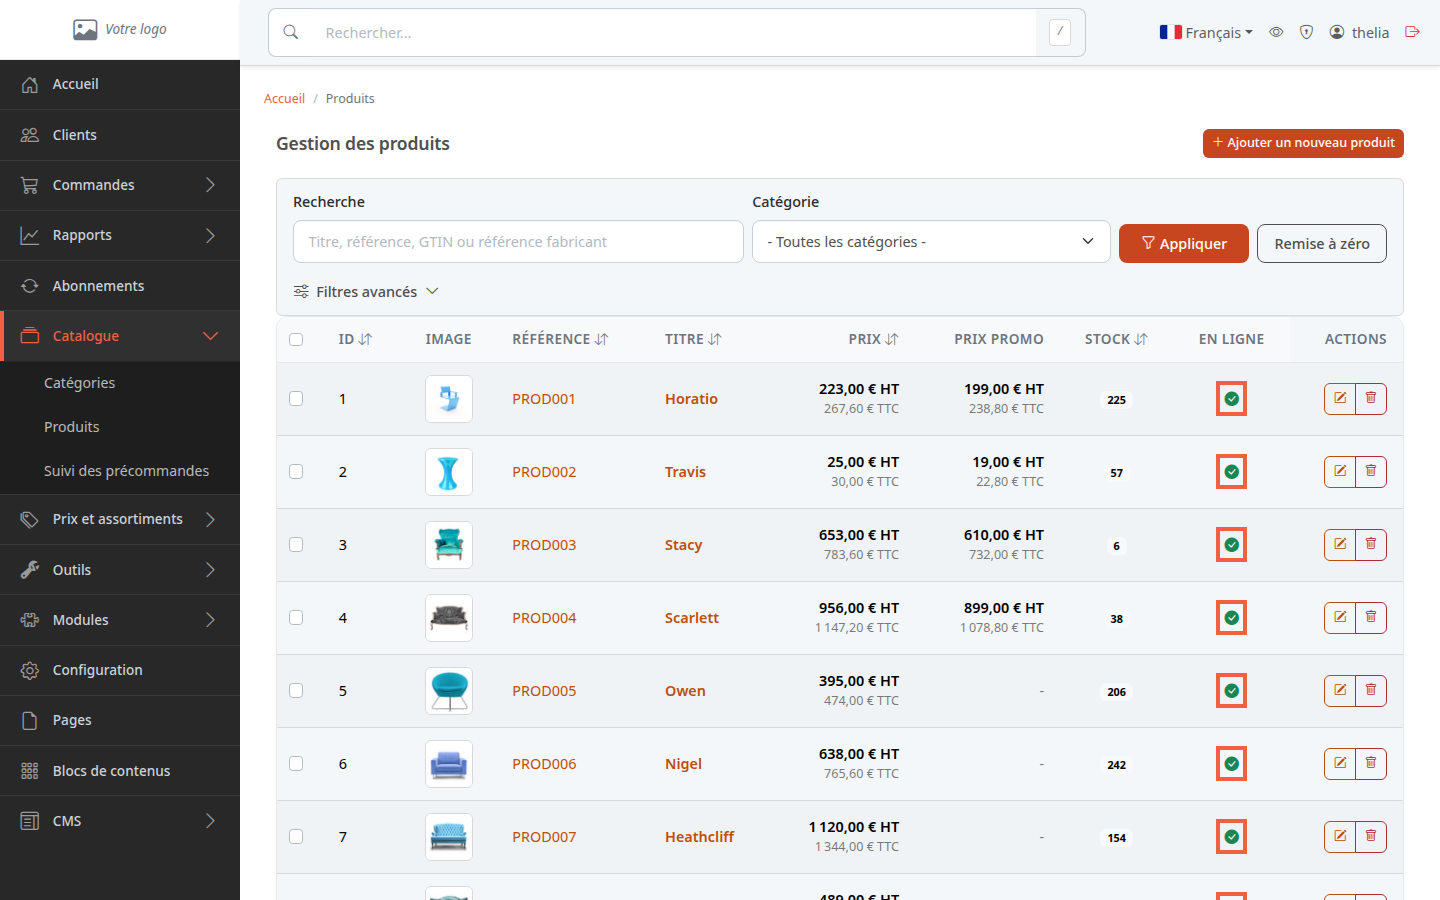 Votre logo
Rechercher...
/
Français
thelia
Accueil
Clients
Commandes
Rapports
Abonnements
Catalogue
Catégories
Produits
Suivi des précommandes
Prix et assortiments
Outils
Modules
Configuration
Pages
Blocs de contenus
CMS
Accueil / Produits
Gestion des produits
+ Ajouter un nouveau produit
Recherche
Catégorie
Titre, référence, GTIN ou référence fabricant
- Toutes les catégories -
Appliquer
Remise à zéro
Filtres avancés
ID IMAGE RÉFÉRENCE TITRE PRIX PRIX PROMO STOCK EN LIGNE ACTIONS
1 PROD001 Horatio 223,00 € HT 199,00 € HT 225
267,60 € TTC 238,80 € TTC
2 PROD002 Travis 25,00 € HT 19,00 € HT 57
30,00 € TTC 22,80 € TTC
3 PROD003 Stacy 653,00 € HT 610,00 € HT 6
783,60 € TTC 732,00 € TTC
4 PROD004 Scarlett 956,00 € HT 899,00 € HT 38
1 147,20 € TTC 1 078,80 € TTC
5 PROD005 Owen 395,00 € HT - 206
474,00 € TTC
6 PROD006 Nigel 638,00 € HT - 242
765,60 € TTC
7 PROD007 Heathcliff 1 120,00 € HT - 154
1 344,00 € TTC
489,00 € HT